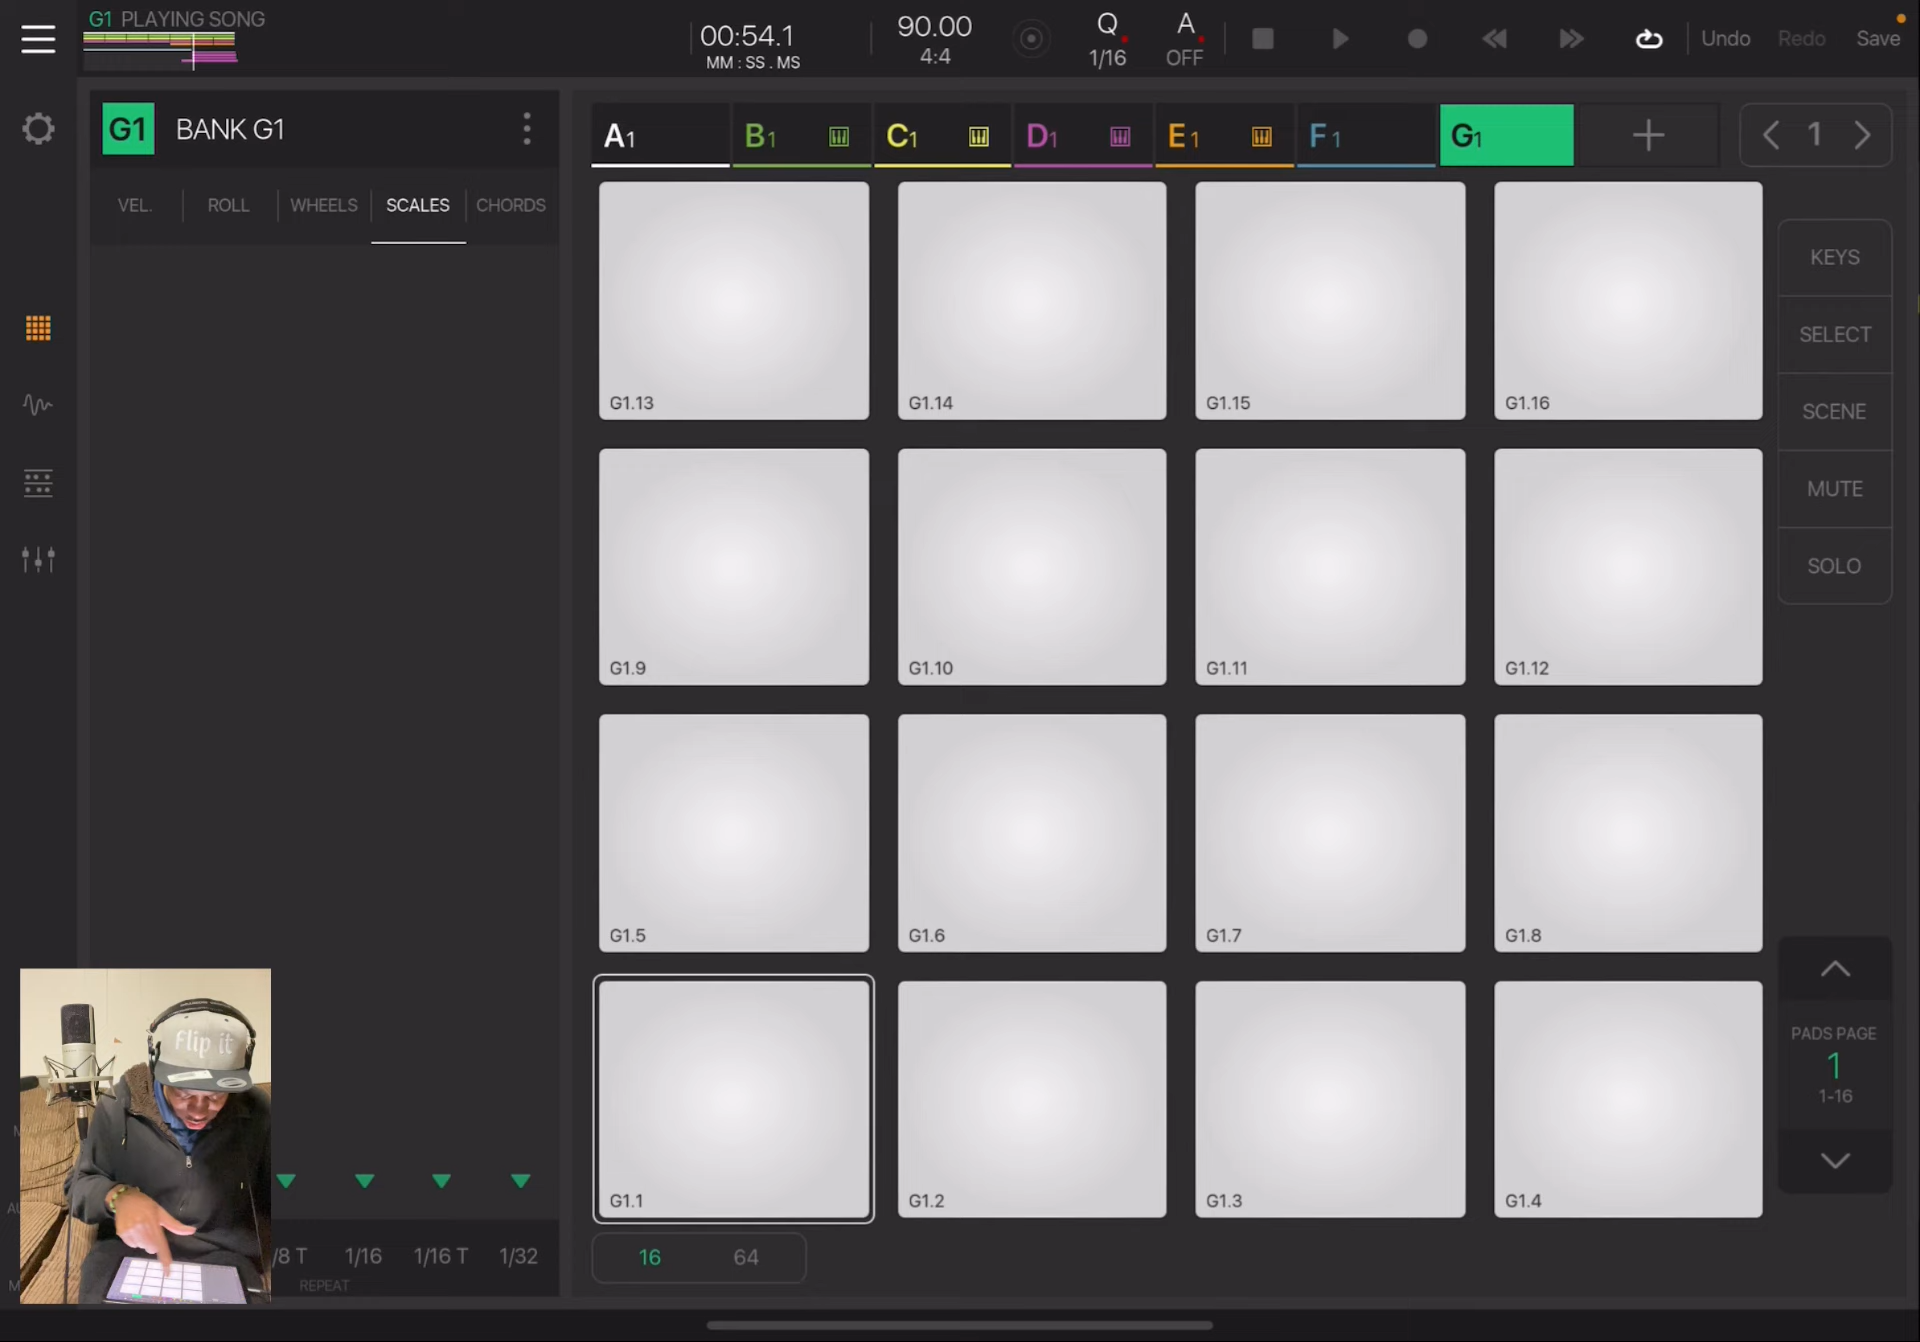 G1 PLAYING SONG
00:54.1
MM : SS . MS
90.00
4:4
Q
1/16
A
OFF
Undo
Redo
Save
G1 BANK G1
VEL.
ROLL
WHEELS
SCALES
CHORDS
A1
B1
C1
D1
E1
F1
G1
+
1
G1.13
G1.14
G1.15
G1.16
G1.9
G1.10
G1.11
G1.12
G1.5
G1.6
G1.7
G1.8
G1.1
G1.2
G1.3
G1.4
KEYS
SELECT
SCENE
MUTE
SOLO
PADS PAGE
1
1-16
Flip it
/8 T
1/16
1/16 T
1/32
REPEAT
16
64